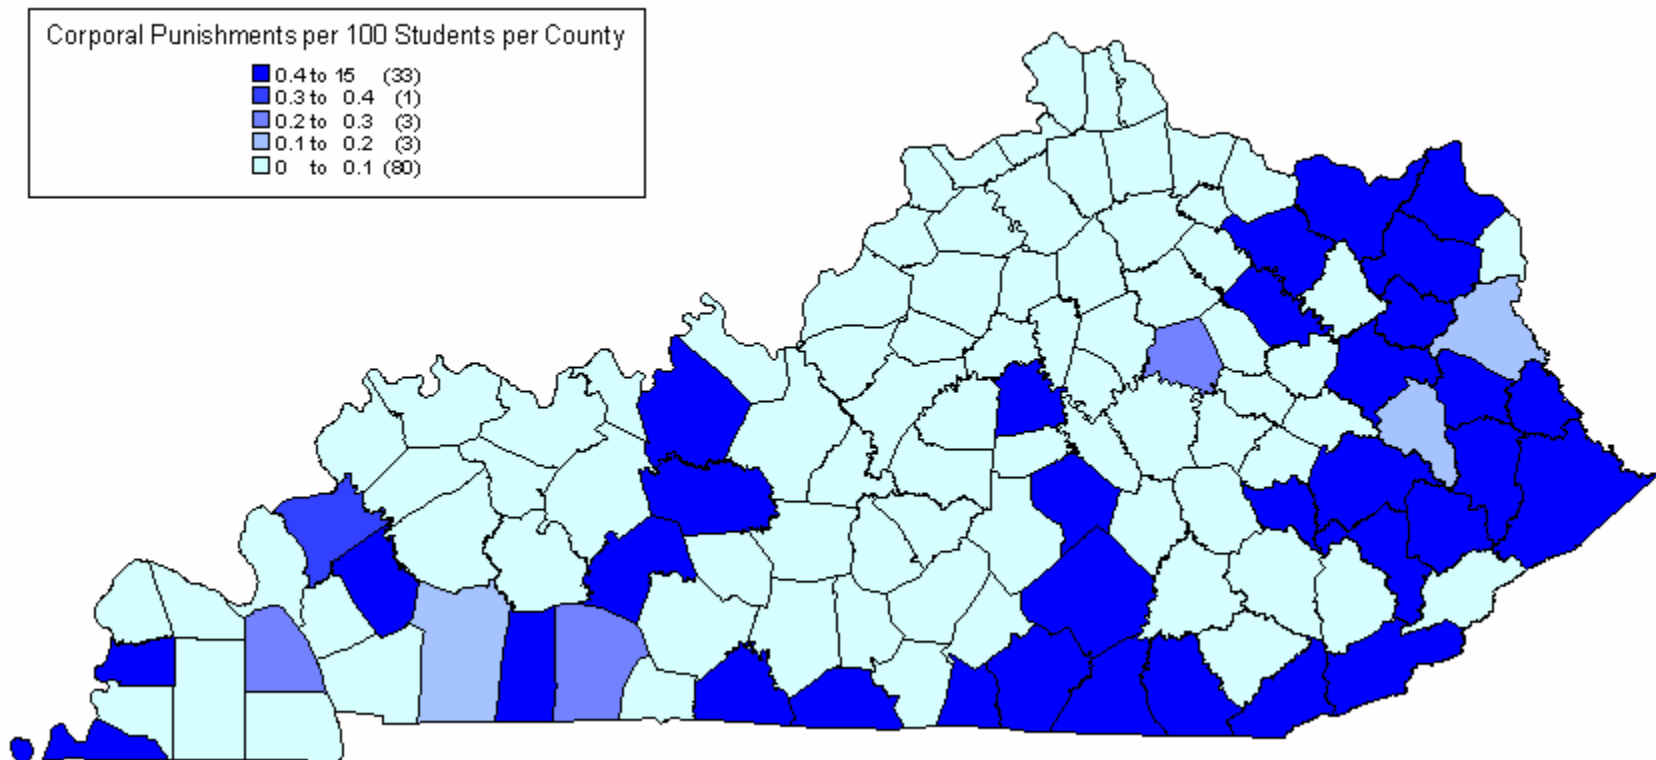 Corporal Punishments per 100 Students per County
0.4 to 15 (33)
0.3 to 0.4 (1)
0.2 to 0.3 (3)
0.1 to 0.2 (3)
0 to 0.1 (80)